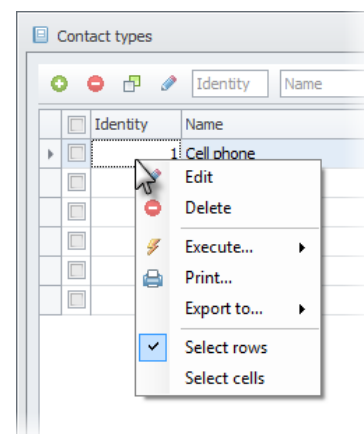 Contact types
Identity Name
Identity Name
1 Cell phone
Edit
Delete
Execute...
Print...
Export to...
Select rows
Select cells